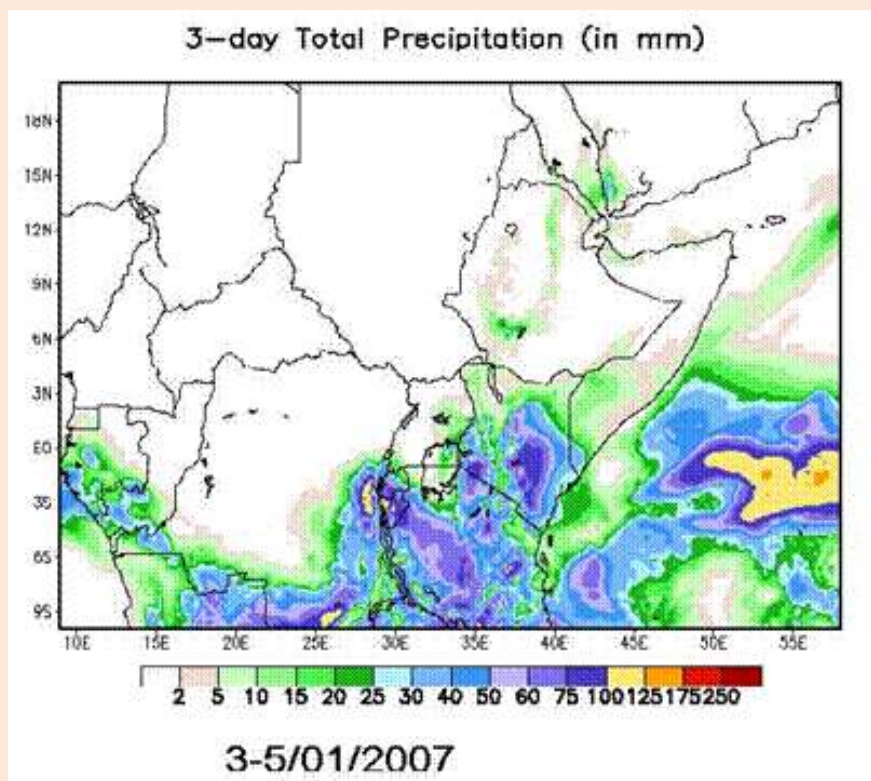 3-day Total Precipitation (in mm)
18N
15N
12N
9N
6N
3N
EQ
3S
6S
9S
10E 15E 20E 25E 30E 35E 40E 45E 50E 55E
2 5 10 15 20 25 30 40 50 60 75 100 125 175 250
3-5/01/2007